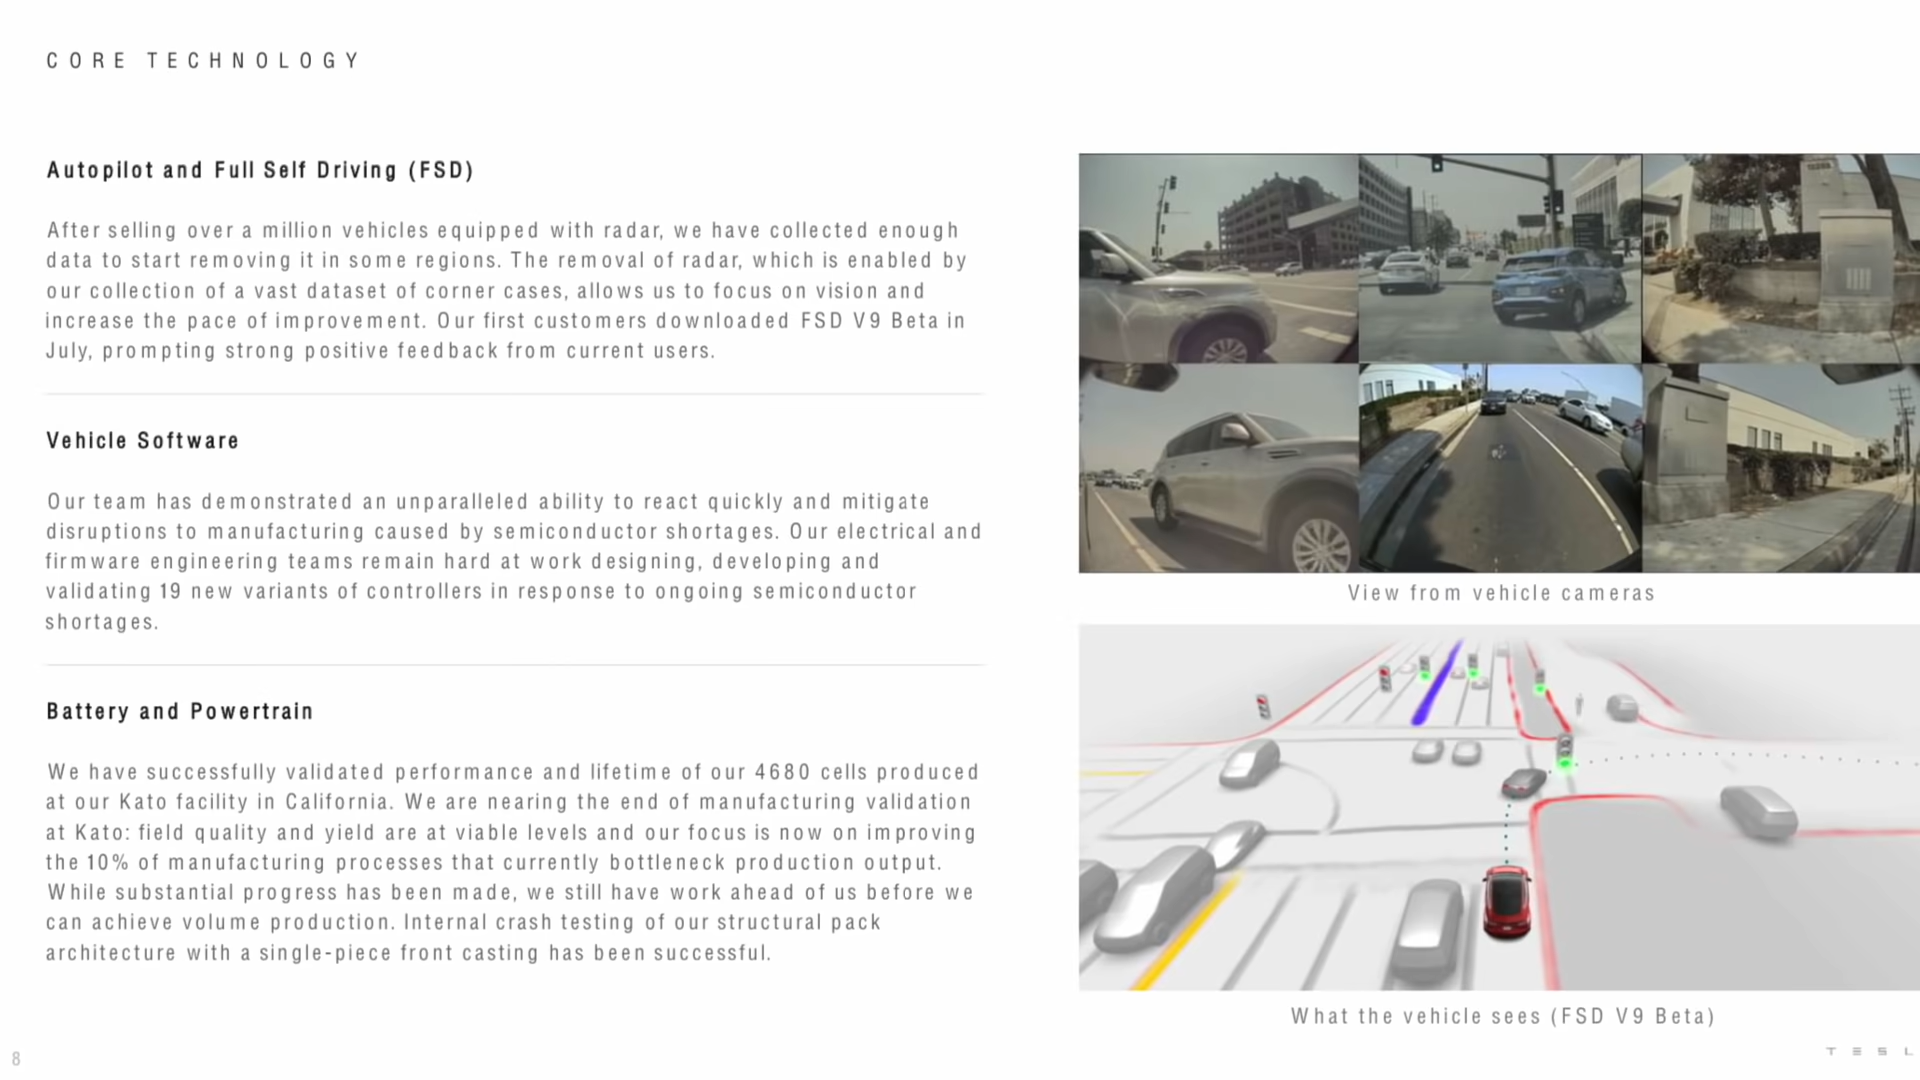 CORE TECHNOLOGY
Autopilot and Full Self Driving (FSD)
After selling over a million vehicles equipped with radar, we have collected enough
data to start removing it in some regions. The removal of radar, which is enabled by
our collection of a vast dataset of corner cases, allows us to focus on vision and
increase the pace of improvement. Our first customers downloaded FSD V9 Beta in
July, prompting strong positive feedback from current users.
Vehicle Software
Our team has demonstrated an unparalleled ability to react quickly and mitigate
disruptions to manufacturing caused by semiconductor shortages. Our electrical and
firmware engineering teams remain hard at work designing, developing and
validating 19 new variants of controllers in response to ongoing semiconductor
shortages.
Battery and Powertrain
We have successfully validated performance and lifetime of our 4680 cells produced
at our Kato facility in California. We are nearing the end of manufacturing validation
at Kato: field quality and yield are at viable levels and our focus is now on improving
the 10% of manufacturing processes that currently bottleneck production output.
While substantial progress has been made, we still have work ahead of us before we
can achieve volume production. Internal crash testing of our structural pack
architecture with a single-piece front casting has been successful.
View from vehicle cameras
What the vehicle sees (FSD V9 Beta)
8
TESL